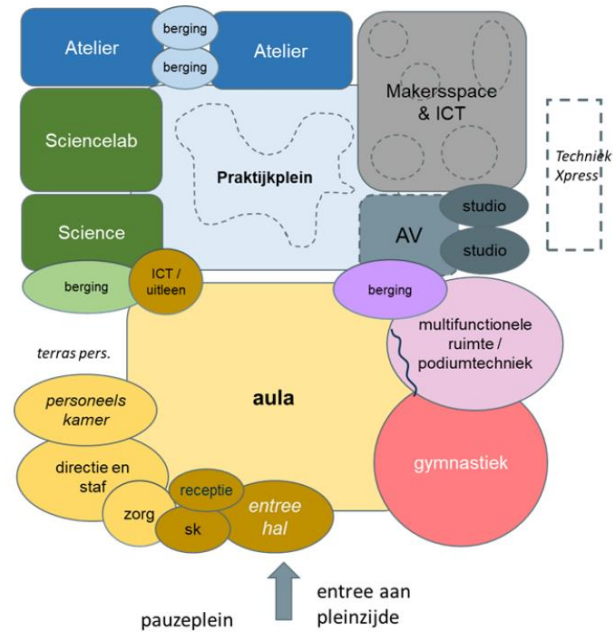 Atelier
berging
berging
Atelier
Makersspace
& ICT
Sciencelab
Praktijkplein
Techniek
Xpress
Science
AV
studio
studio
berging
ICT /
uitleen
berging
multifunctionele
ruimte /
podiumtechniek
terras pers.
aula
personeels
kamer
directie en
staf
gymnastiek
receptie
zorg
sk
entree
hal
entree aan
pleinzijde
pauzeplein